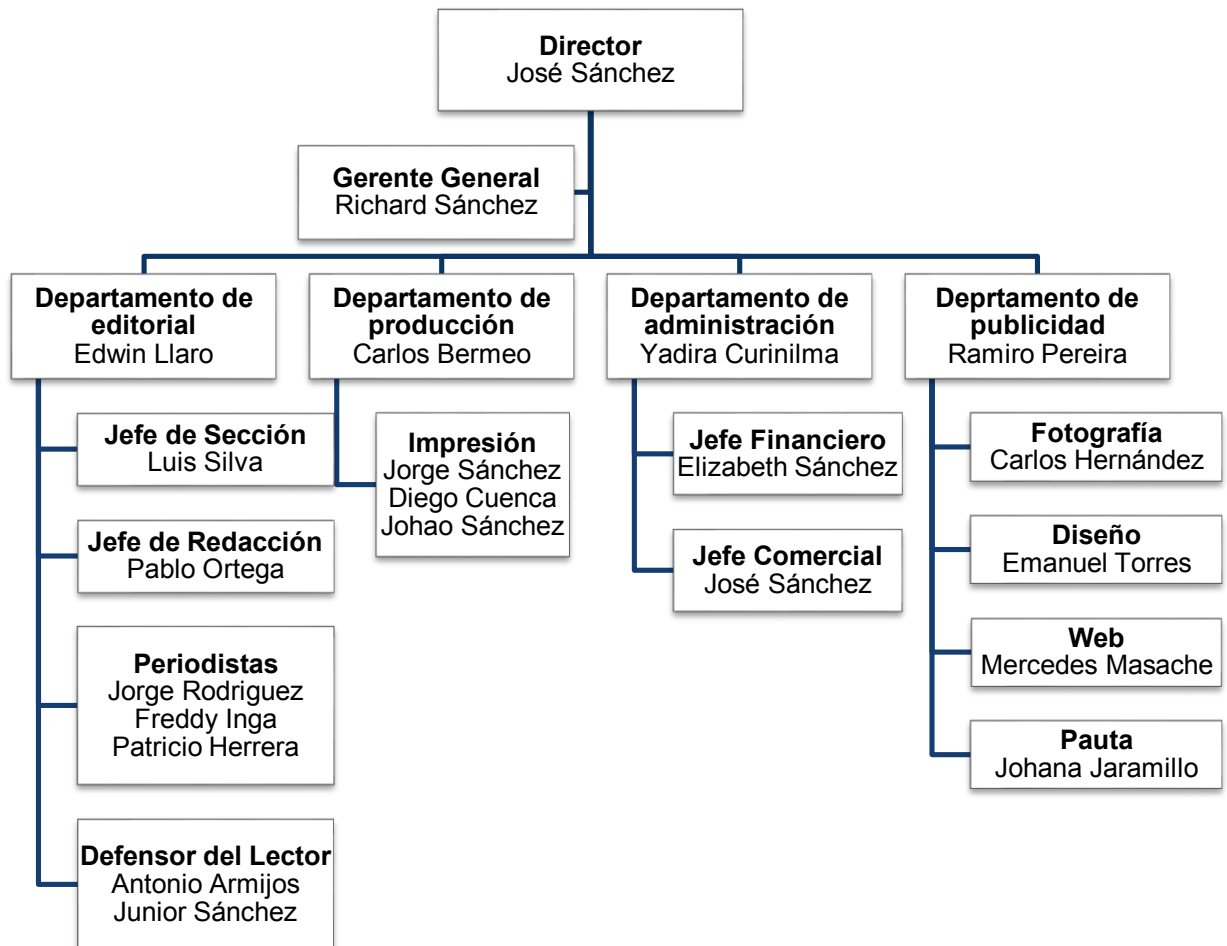 Director
José Sánchez
Gerente General
Richard Sánchez
Departamento de
editorial
Edwin Llaro
Departamento de
producción
Carlos Bermeo
Departamento de
administración
Yadira Curinilma
Deprtamento de
publicidad
Ramiro Pereira
Jefe de Sección
Luis Silva
Jefe de Redacción
Pablo Ortega
Periodistas
Jorge Rodriguez
Freddy Inga
Patricio Herrera
Defensor del Lector
Antonio Armijos
Junior Sánchez
Impresión
Jorge Sánchez
Diego Cuenca
Johao Sánchez
Jefe Financiero
Elizabeth Sánchez
Jefe Comercial
José Sánchez
Fotografía
Carlos Hernández
Diseño
Emanuel Torres
Web
Mercedes Masache
Pauta
Johana Jaramillo